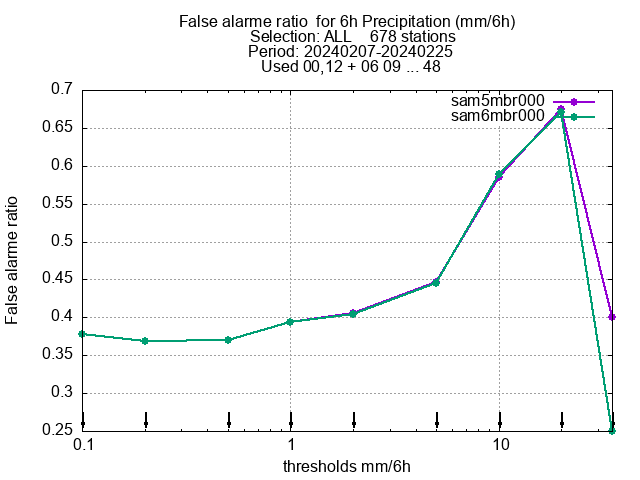 False alarme ratio  for 6h Precipitation (mm/6h)
Selection: ALL    678 stations
Period: 20240207-20240225
Used 00,12 + 06 09 ... 48
sam5mbr000
sam6mbr000
0.7
0.65
0.6
0.55
0.5
0.45
0.4
0.35
0.3
0.25
False alarme ratio
0.1 1 10
thresholds mm/6h